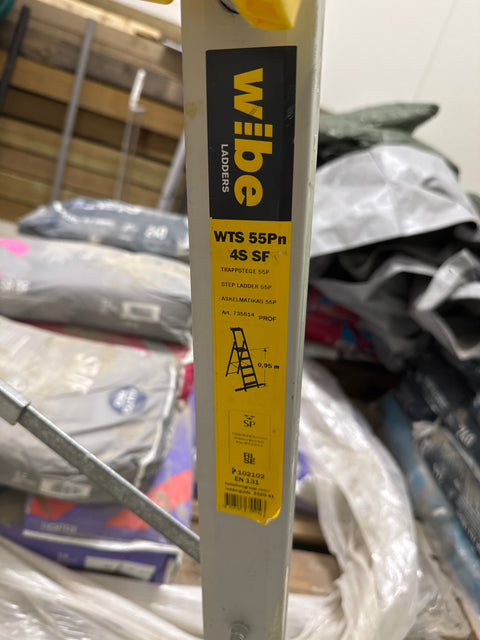 wibe
LADDERS
WTS 55Pn
4S SF
TRAPPSTEGE 55P
STEP LADDER 55P
ASKELMATIKAS 55P
Art. 735514 PROF
0,95 m
SP
102102
EN 131